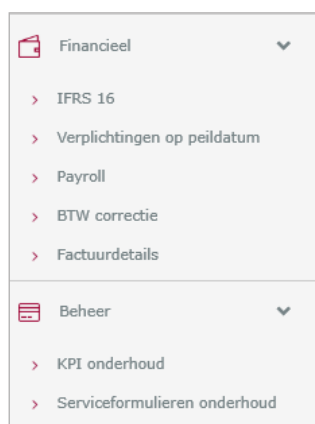 Financieel
IFRS 16
Verplichtingen op peildatum
Payroll
BTW correctie
Factuurdetails
Beheer
KPI onderhoud
Serviceformulieren onderhoud